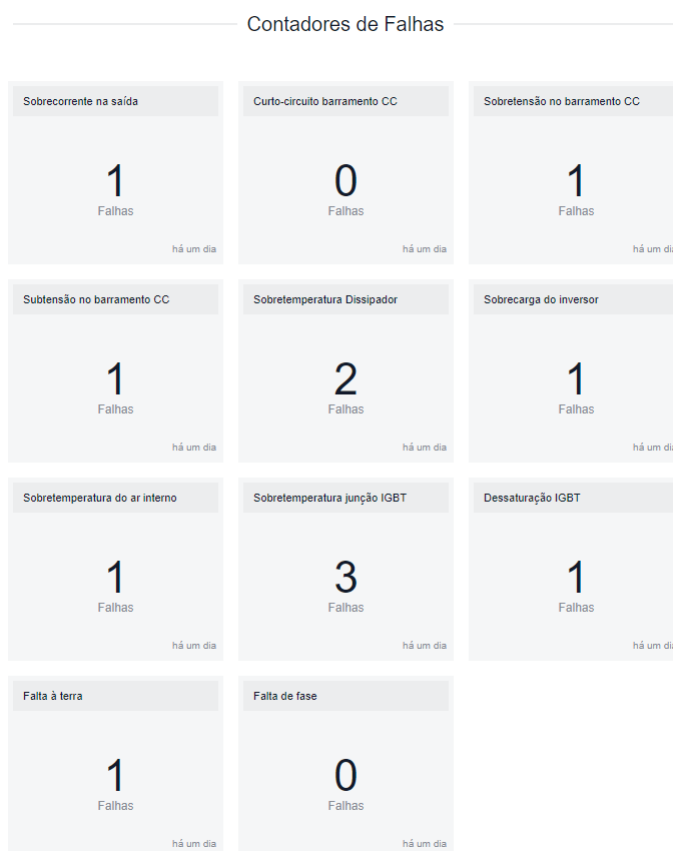 Contadores de Falhas
Sobrecorrente na saída
1
Falhas
há um dia
Curto-circuito barramento CC
0
Falhas
há um dia
Sobretensão no barramento CC
1
Falhas
há um dia
Subtensão no barramento CC
1
Falhas
há um dia
Sobretemperatura Dissipador
2
Falhas
há um dia
Sobrecarga do inversor
1
Falhas
há um dia
Sobretemperatura do ar interno
1
Falhas
há um dia
Sobretemperatura junção IGBT
3
Falhas
há um dia
Dessaturação IGBT
1
Falhas
há um dia
Falta à terra
1
Falhas
há um dia
Falta de fase
0
Falhas
há um dia